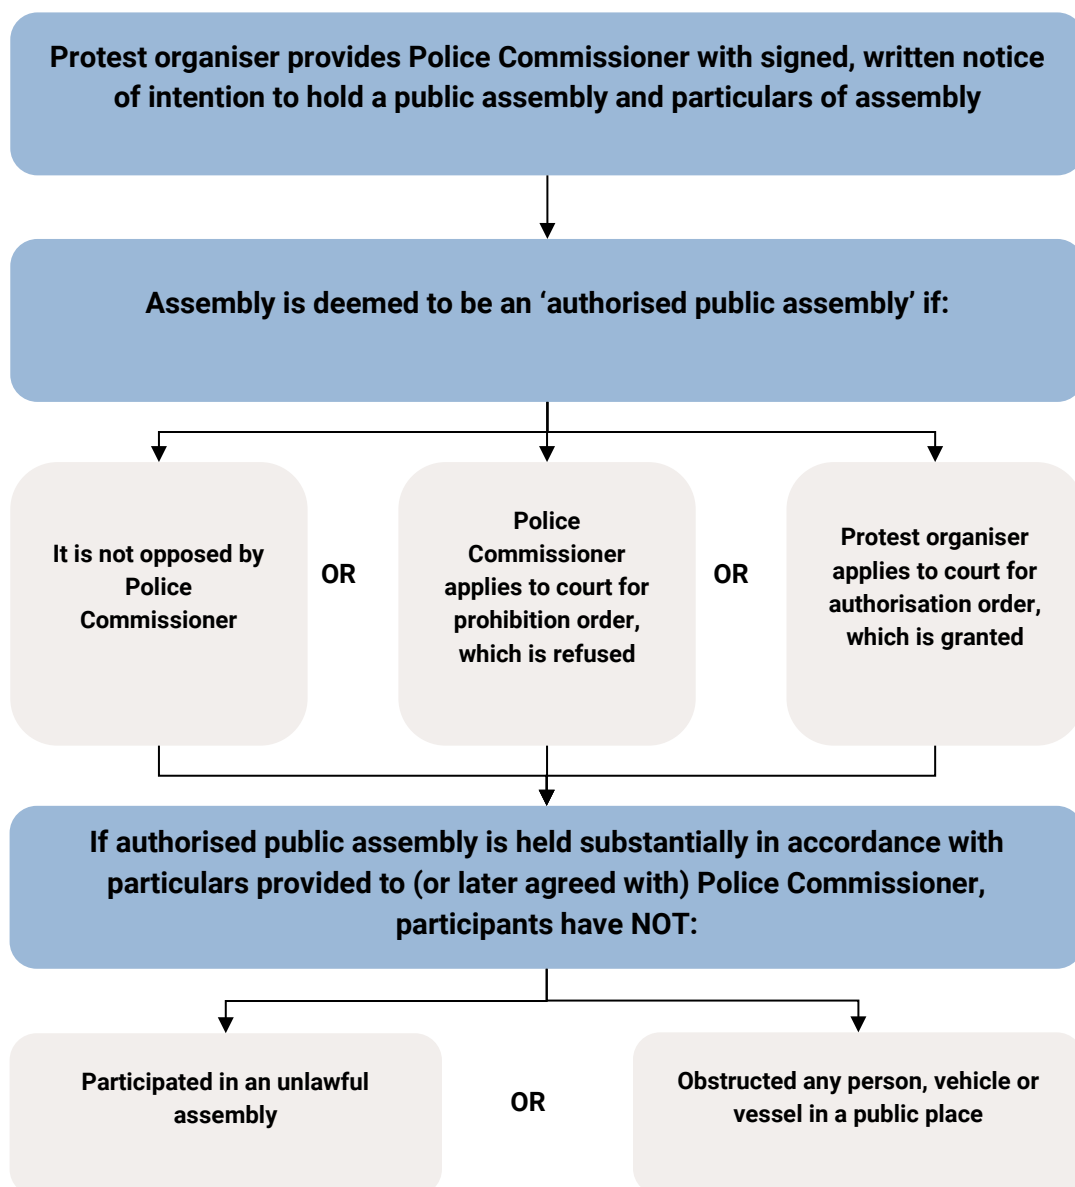 Protest organiser provides Police Commissioner with signed, written notice
of intention to hold a public assembly and particulars of assembly
Assembly is deemed to be an ‘authorised public assembly’ if:
It is not opposed by
Police
Commissioner
OR
Police
Commissioner
applies to court for
prohibition order,
which is refused
OR
Protest organiser
applies to court for
authorisation order,
which is granted
If authorised public assembly is held substantially in accordance with
particulars provided to (or later agreed with) Police Commissioner,
participants have NOT:
Participated in an unlawful
assembly
OR
Obstructed any person, vehicle or
vessel in a public place